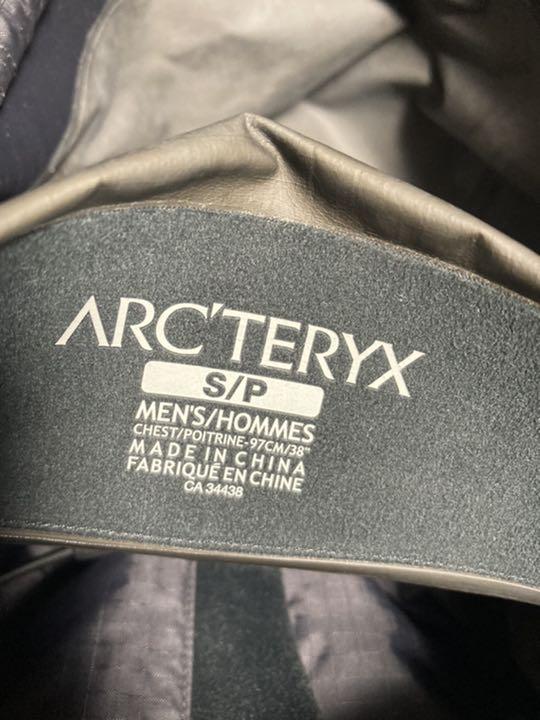 ARC'TERYX
S/P
MEN'S/HOMMES
CHEST/POITRINE-97CM/38"
MADE IN CHINA
FABRIQUÉ EN CHINE
CA 34438